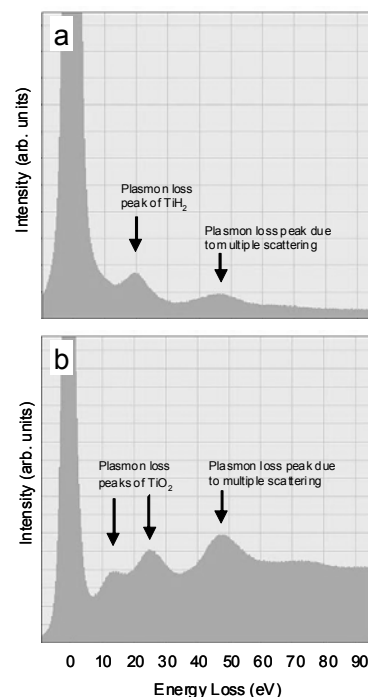 a
Intensity (arb. units)
Plasmon loss
peak of TiH₂
Plasmon loss peak due
to multiple scattering
b
Intensity (arb. units)
Plasmon loss
peaks of TiO₂
Plasmon loss peak due
to multiple scattering
0 10 20 30 40 50 60 70 80 90
Energy Loss (eV)